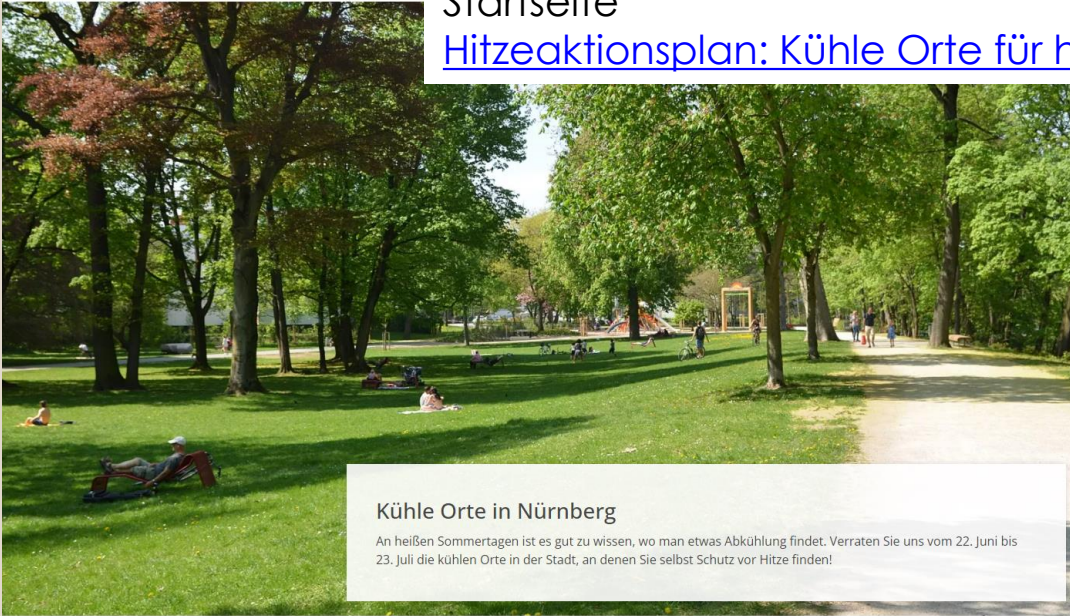 Startseite
Hitzeaktionsplan: Kühle Orte für h
Kühle Orte in Nürnberg
An heißen Sommertagen ist es gut zu wissen, wo man etwas Abkühlung findet. Verraten Sie uns vom 22. Juni bis
23. Juli die kühlen Orte in der Stadt, an denen Sie selbst Schutz vor Hitze finden!